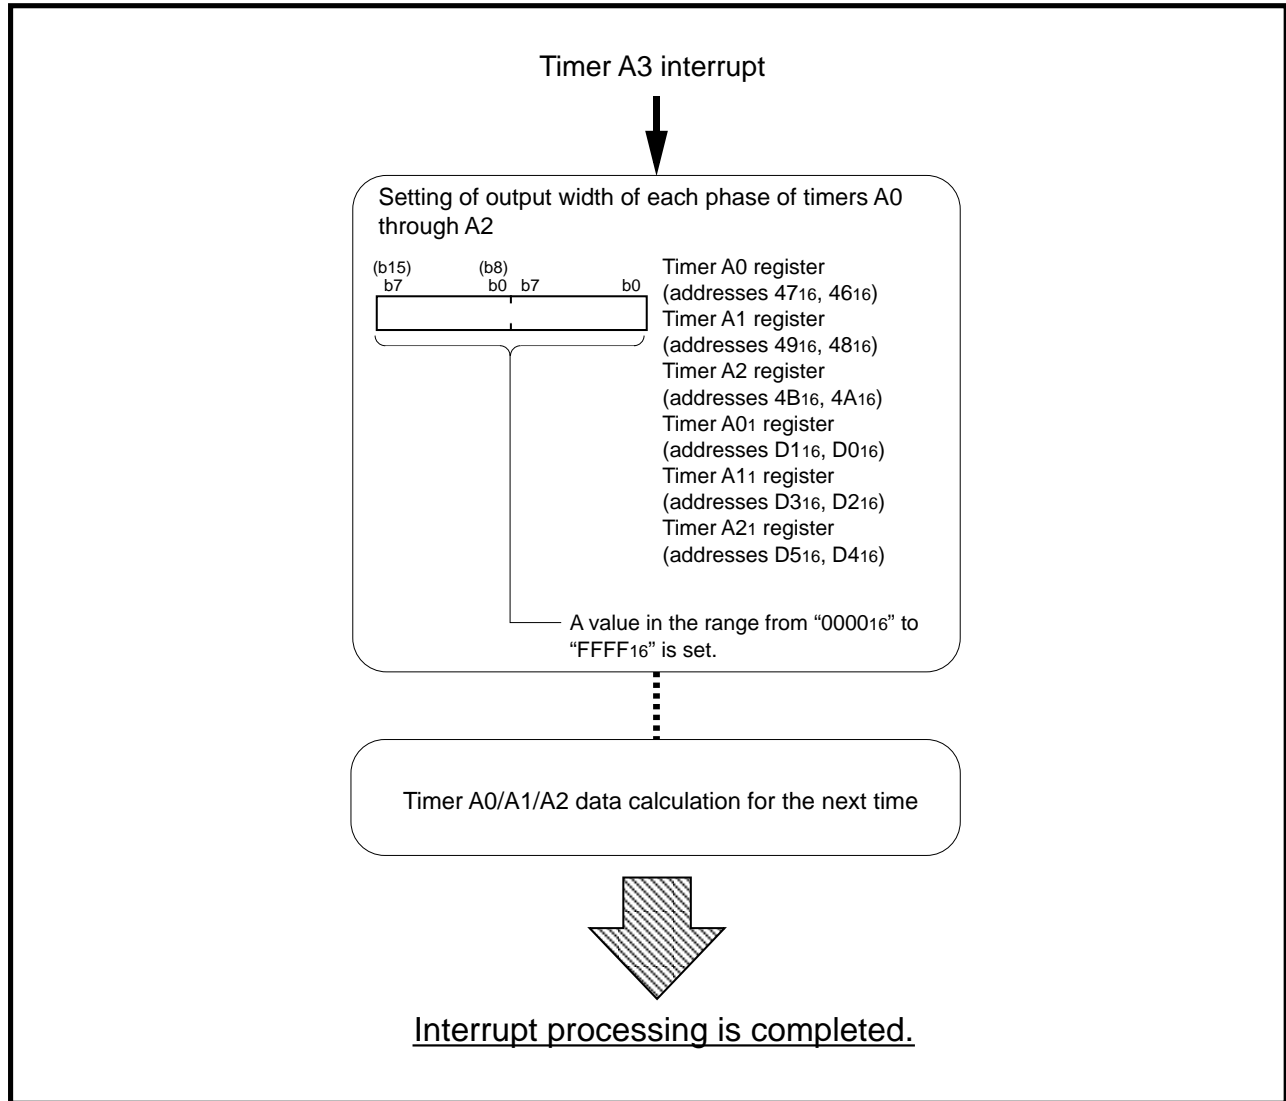 Timer A3 interrupt
Setting of output width of each phase of timers A0
through A2
(b15) (b8)
b7 b0 b7 b0
Timer A0 register
(addresses 4716, 4616)
Timer A1 register
(addresses 4916, 4816)
Timer A2 register
(addresses 4B16, 4A16)
Timer A01 register
(addresses D116, D016)
Timer A11 register
(addresses D316, D216)
Timer A21 register
(addresses D516, D416)
A value in the range from “000016” to
“FFFF16” is set.
Timer A0/A1/A2 data calculation for the next time
Interrupt processing is completed.